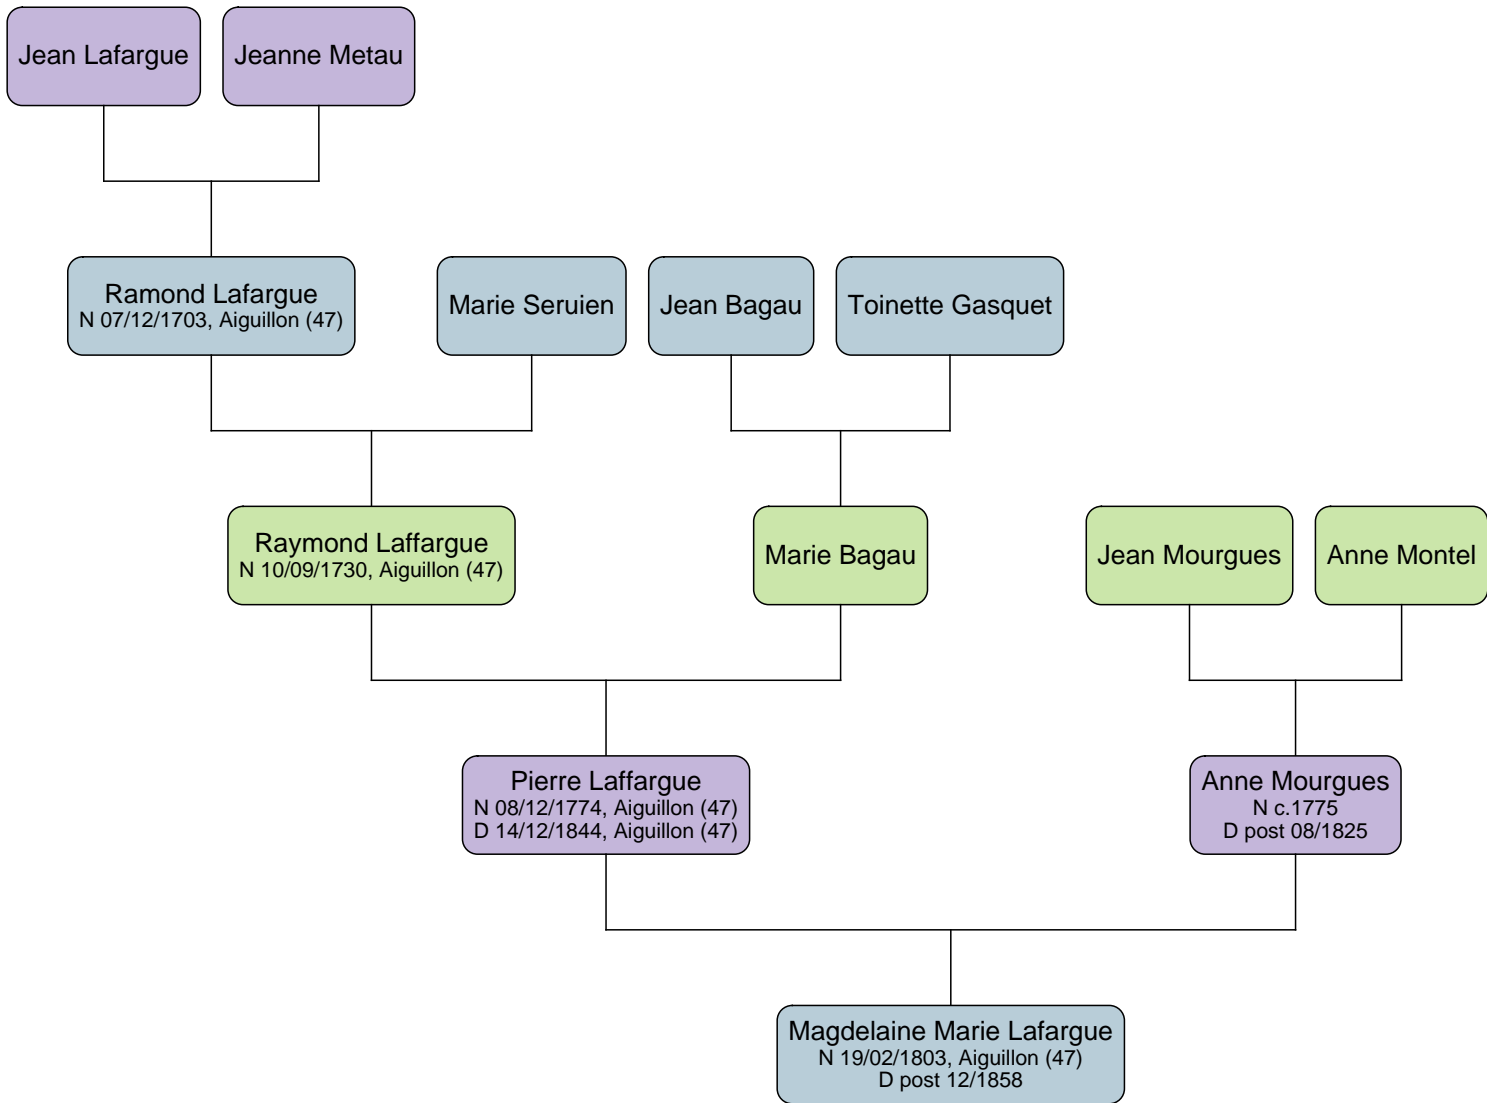 Jean Lafargue
Jeanne Metau
Ramond Lafargue
N 07/12/1703, Aiguillon (47)
Marie Seruien
Jean Bagau
Toinette Gasquet
Raymond Laffargue
N 10/09/1730, Aiguillon (47)
Marie Bagau
Jean Mourgues
Anne Montel
Pierre Laffargue
N 08/12/1774, Aiguillon (47)
D 14/12/1844, Aiguillon (47)
Anne Mourgues
N c.1775
D post 08/1825
Magdelaine Marie Lafargue
N 19/02/1803, Aiguillon (47)
D post 12/1858